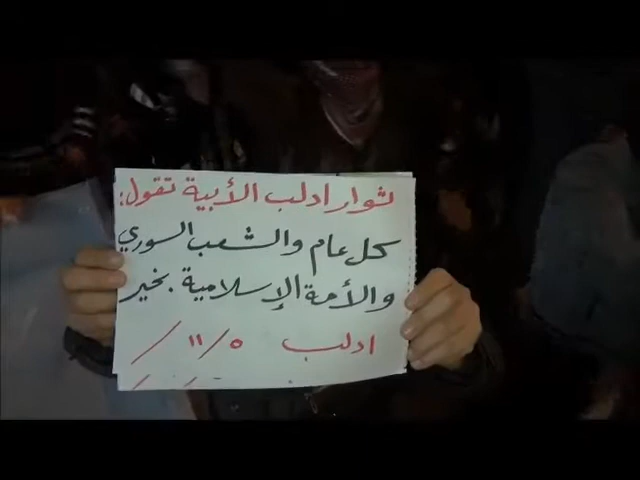 ثوار ادلب الأبية تقول:
كل عام والشعب السوري
والأمة الإسلامية بخير
ادلب ٥/١١/